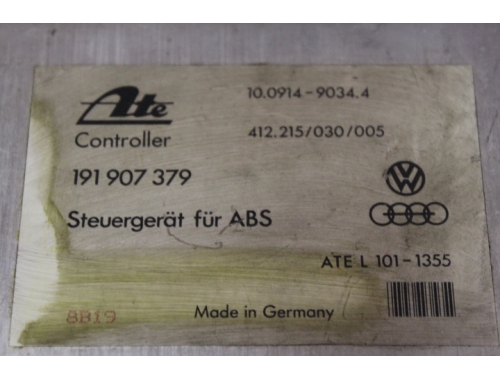 Ate
10.0914-9034.4
Controller
412.215/030/005
191 907 379
Steuergerät für ABS
ATE L 101-1355
8B19
Made in Germany